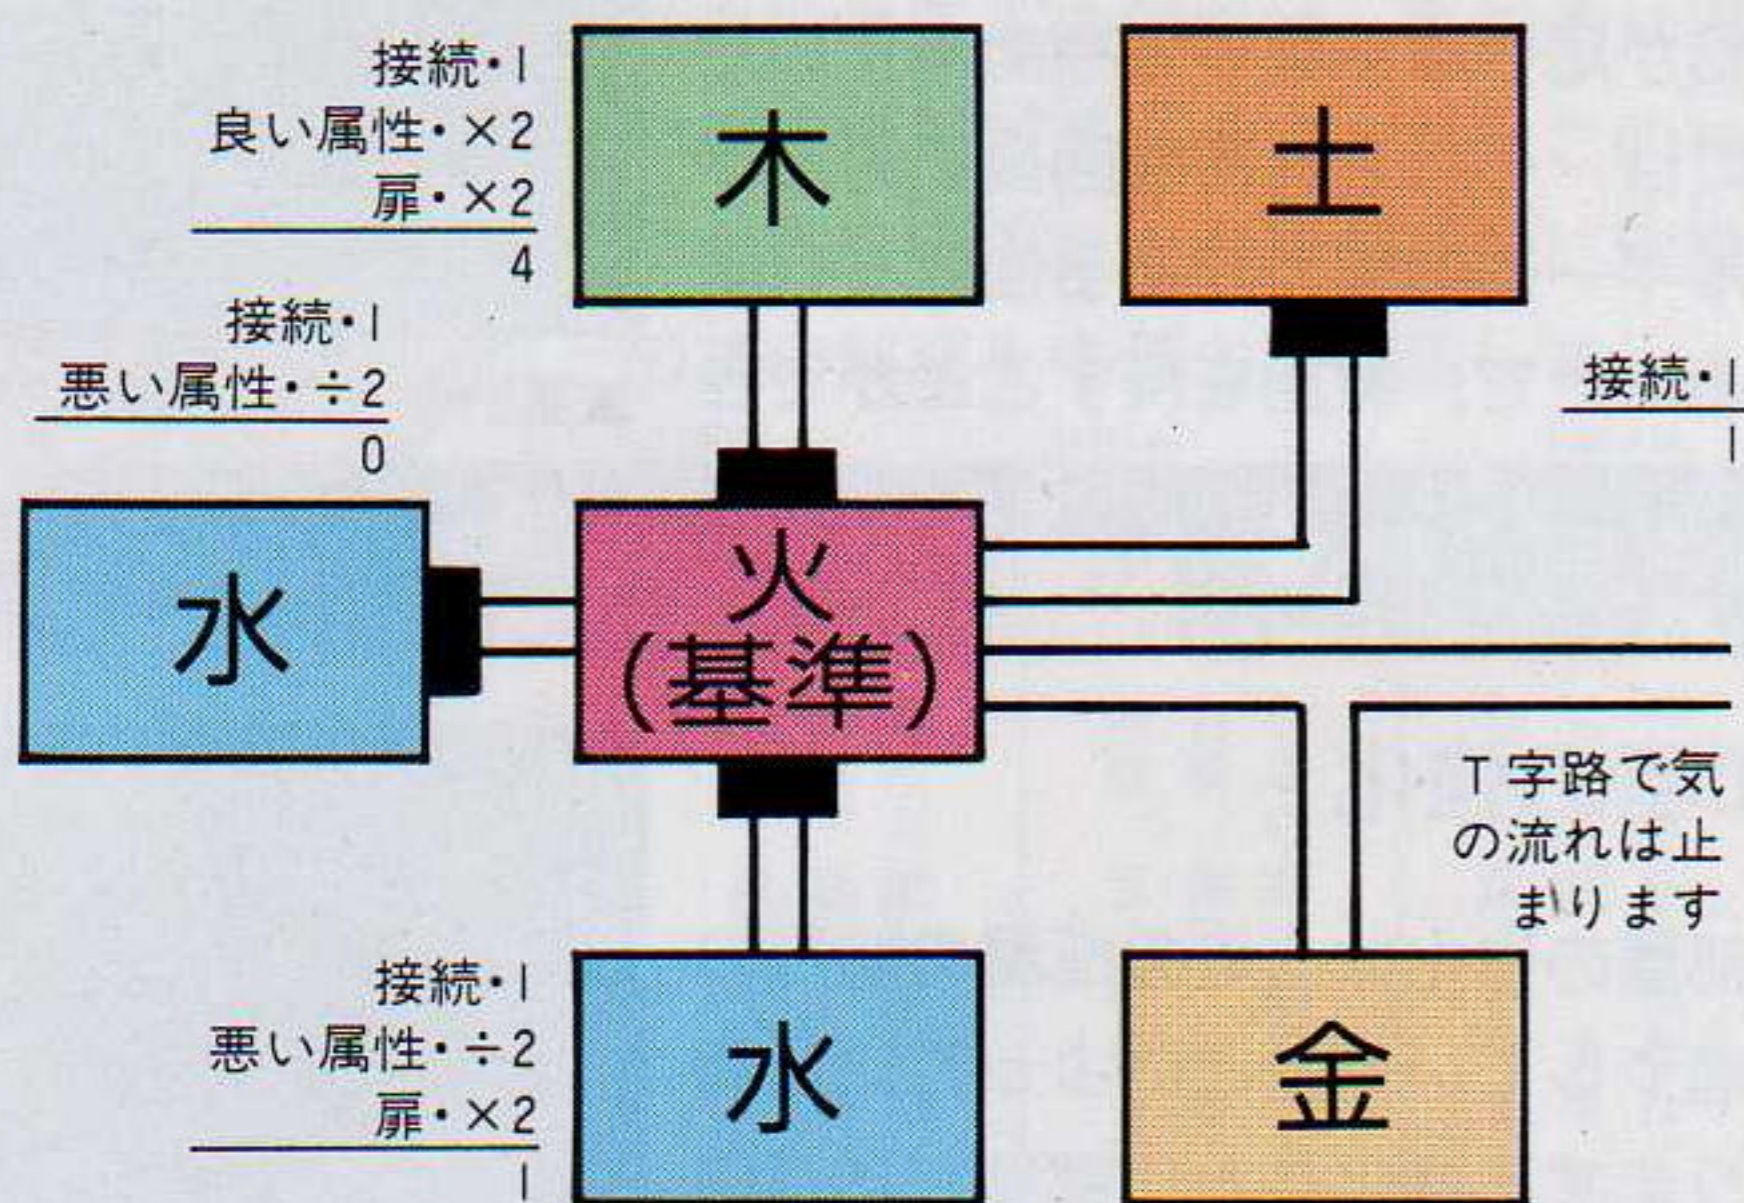 接続・1
良い属性・×2
扉・×2
4
木
土
接続・1
悪い属性・÷2
0
接続・1
1
水
火
(基準)
T字路で気
の流れは止
まります
接続・1
悪い属性・÷2
扉・×2
1
水
金